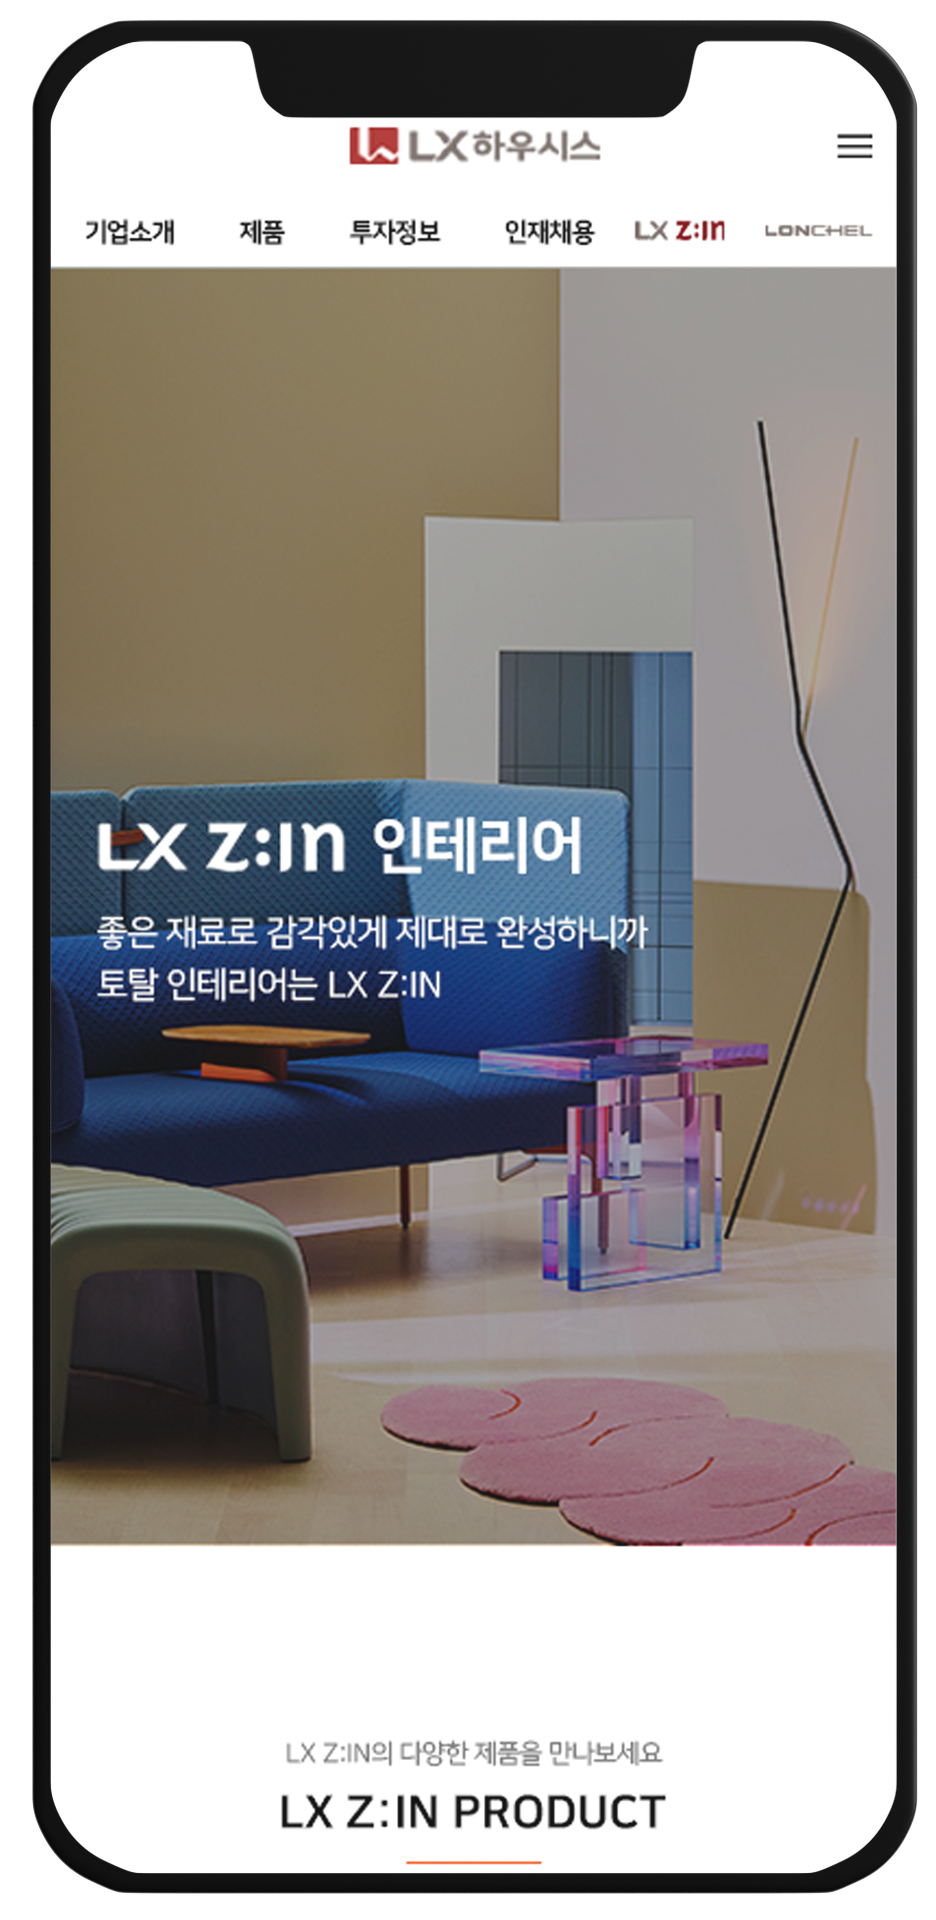 LX하우시스
기업소개 제품 투자정보 인재채용 LX Z:IN LONCHEL
LX Z:IN 인테리어
좋은 재료로 감각있게 제대로 완성하니까
토탈 인테리어는 LX Z:IN
LX Z:IN의 다양한 제품을 만나보세요
LX Z:IN PRODUCT